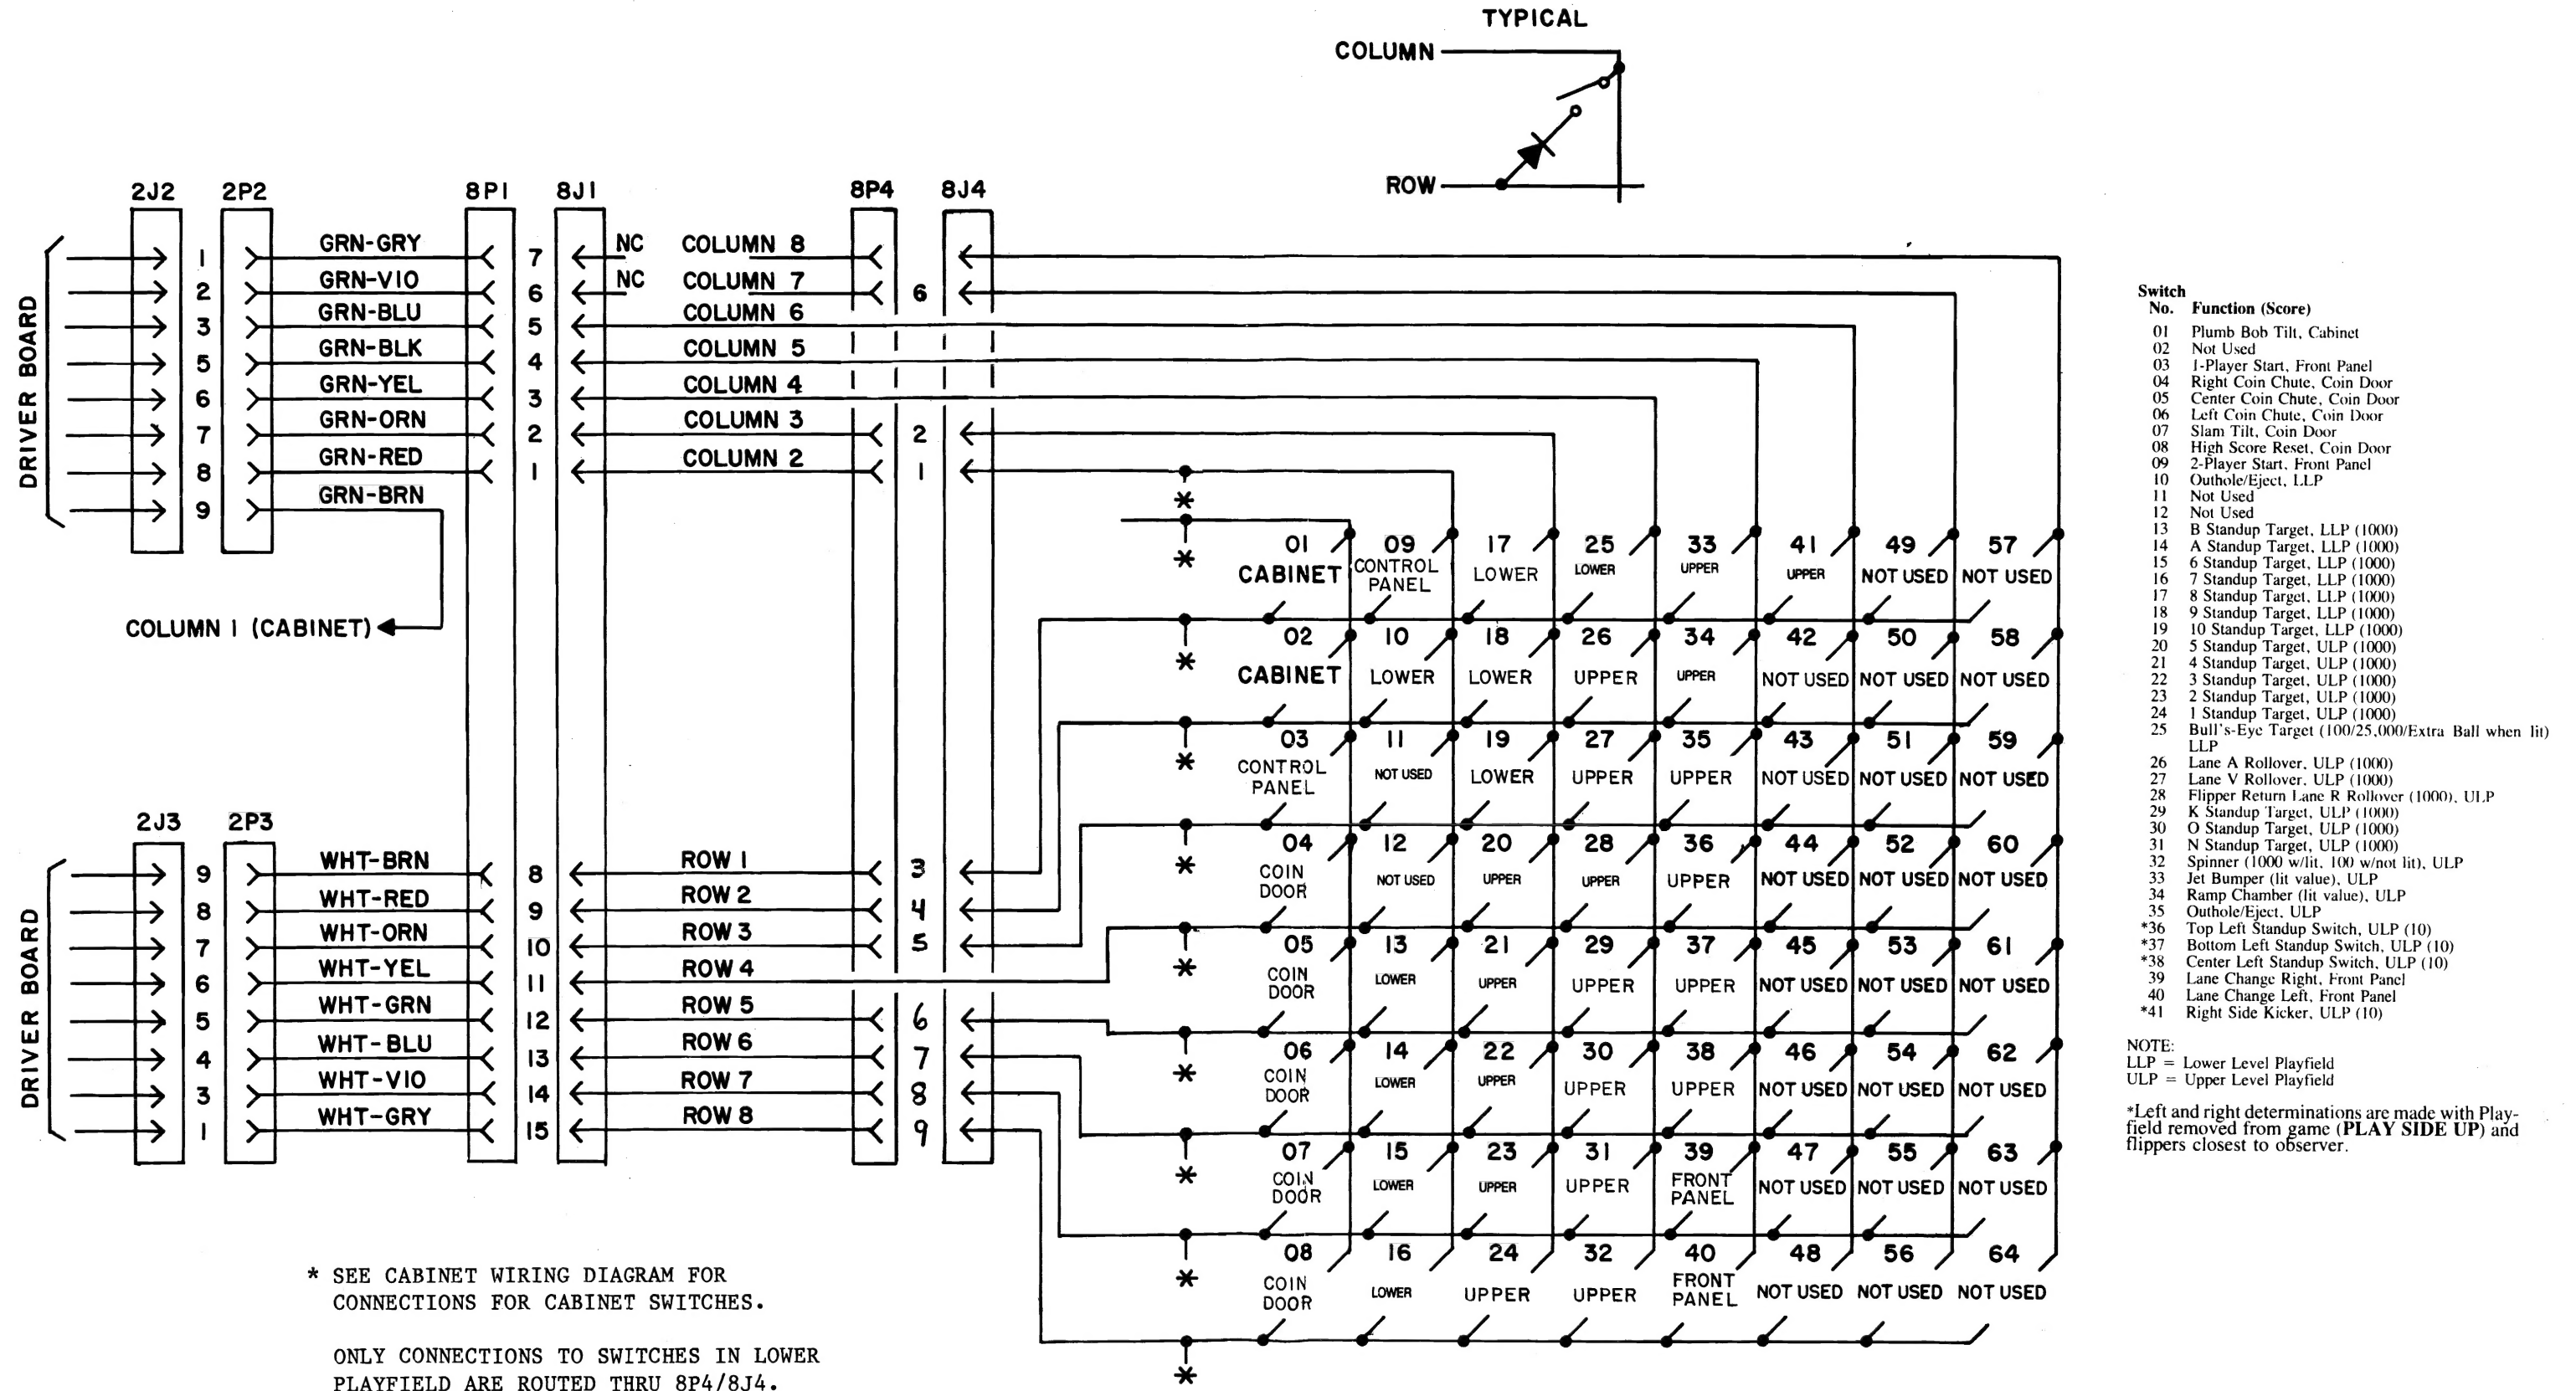 TYPICAL
COLUMN
ROW
2J2 2P2 8P1 8J1 8P4 8J4
DRIVER BOARD
1 GRN-GRY 7 NC COLUMN 8
2 GRN-VIO 6 NC COLUMN 7 6
3 GRN-BLU 5 COLUMN 6
5 GRN-BLK 4 COLUMN 5
6 GRN-YEL 3 COLUMN 4
7 GRN-ORN 2 COLUMN 3 2
8 GRN-RED 1 COLUMN 2 1
9 GRN-BRN
COLUMN 1 (CABINET)
2J3 2P3
DRIVER BOARD
9 WHT-BRN 8 ROW 1 3
8 WHT-RED 9 ROW 2 4
7 WHT-ORN 10 ROW 3 5
6 WHT-YEL 11 ROW 4
5 WHT-GRN 12 ROW 5 6
4 WHT-BLU 13 ROW 6 7
3 WHT-VIO 14 ROW 7 8
1 WHT-GRY 15 ROW 8 9
*
*
01 09 17 25 33 41 49 57
CABINET CONTROL PANEL LOWER LOWER UPPER UPPER NOT USED NOT USED
*
02 10 18 26 34 42 50 58
CABINET LOWER LOWER UPPER UPPER NOT USED NOT USED NOT USED
*
03 11 19 27 35 43 51 59
CONTROL PANEL NOT USED LOWER UPPER UPPER NOT USED NOT USED NOT USED
*
04 12 20 28 36 44 52 60
COIN DOOR NOT USED UPPER UPPER UPPER NOT USED NOT USED NOT USED
*
05 13 21 29 37 45 53 61
COIN DOOR LOWER UPPER UPPER UPPER NOT USED NOT USED NOT USED
*
06 14 22 30 38 46 54 62
COIN DOOR LOWER UPPER UPPER UPPER NOT USED NOT USED NOT USED
*
07 15 23 31 39 47 55 63
COIN DOOR LOWER UPPER UPPER FRONT PANEL NOT USED NOT USED NOT USED
*
08 16 24 32 40 48 56 64
COIN DOOR LOWER UPPER UPPER FRONT PANEL NOT USED NOT USED NOT USED
*
* SEE CABINET WIRING DIAGRAM FOR
CONNECTIONS FOR CABINET SWITCHES.
ONLY CONNECTIONS TO SWITCHES IN LOWER
PLAYFIELD ARE ROUTED THRU 8P4/8J4.
Switch
No. Function (Score)
01 Plumb Bob Tilt, Cabinet
02 Not Used
03 1-Player Start, Front Panel
04 Right Coin Chute, Coin Door
05 Center Coin Chute, Coin Door
06 Left Coin Chute, Coin Door
07 Slam Tilt, Coin Door
08 High Score Reset, Coin Door
09 2-Player Start, Front Panel
10 Outhole/Eject, LLP
11 Not Used
12 Not Used
13 B Standup Target, LLP (1000)
14 A Standup Target, LLP (1000)
15 6 Standup Target, LLP (1000)
16 7 Standup Target, LLP (1000)
17 8 Standup Target, LLP (1000)
18 9 Standup Target, LLP (1000)
19 10 Standup Target, LLP (1000)
20 5 Standup Target, ULP (1000)
21 4 Standup Target, ULP (1000)
22 3 Standup Target, ULP (1000)
23 2 Standup Target, ULP (1000)
24 1 Standup Target, ULP (1000)
25 Bull's-Eye Target (100/25,000/Extra Ball when lit)
LLP
26 Lane A Rollover, ULP (1000)
27 Lane V Rollover, ULP (1000)
28 Flipper Return Lane R Rollover (1000), ULP
29 K Standup Target, ULP (1000)
30 O Standup Target, ULP (1000)
31 N Standup Target, ULP (1000)
32 Spinner (1000 w/lit, 100 w/not lit), ULP
33 Jet Bumper (lit value), ULP
34 Ramp Chamber (lit value), ULP
35 Outhole/Eject, ULP
*36 Top Left Standup Switch, ULP (10)
*37 Bottom Left Standup Switch, ULP (10)
*38 Center Left Standup Switch, ULP (10)
39 Lane Change Right, Front Panel
40 Lane Change Left, Front Panel
*41 Right Side Kicker, ULP (10)
NOTE:
LLP = Lower Level Playfield
ULP = Upper Level Playfield
*Left and right determinations are made with Play-
field removed from game (PLAY SIDE UP) and
flippers closest to observer.